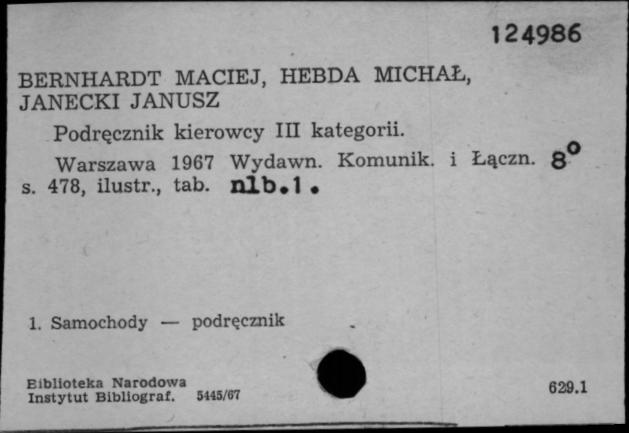 124986
BERNHARDT MACIEJ, HEBDA MICHAŁ,
JANECKI JANUSZ
Podręcznik kierowcy III kategorii.
Warszawa 1967 Wydawn. Komunik. i Łączn. 8°
s. 478, ilustr., tab. nlb.1.
1. Samochody — podręcznik
Biblioteka Narodowa
Instytut Bibliograf. 5445/67
629.1